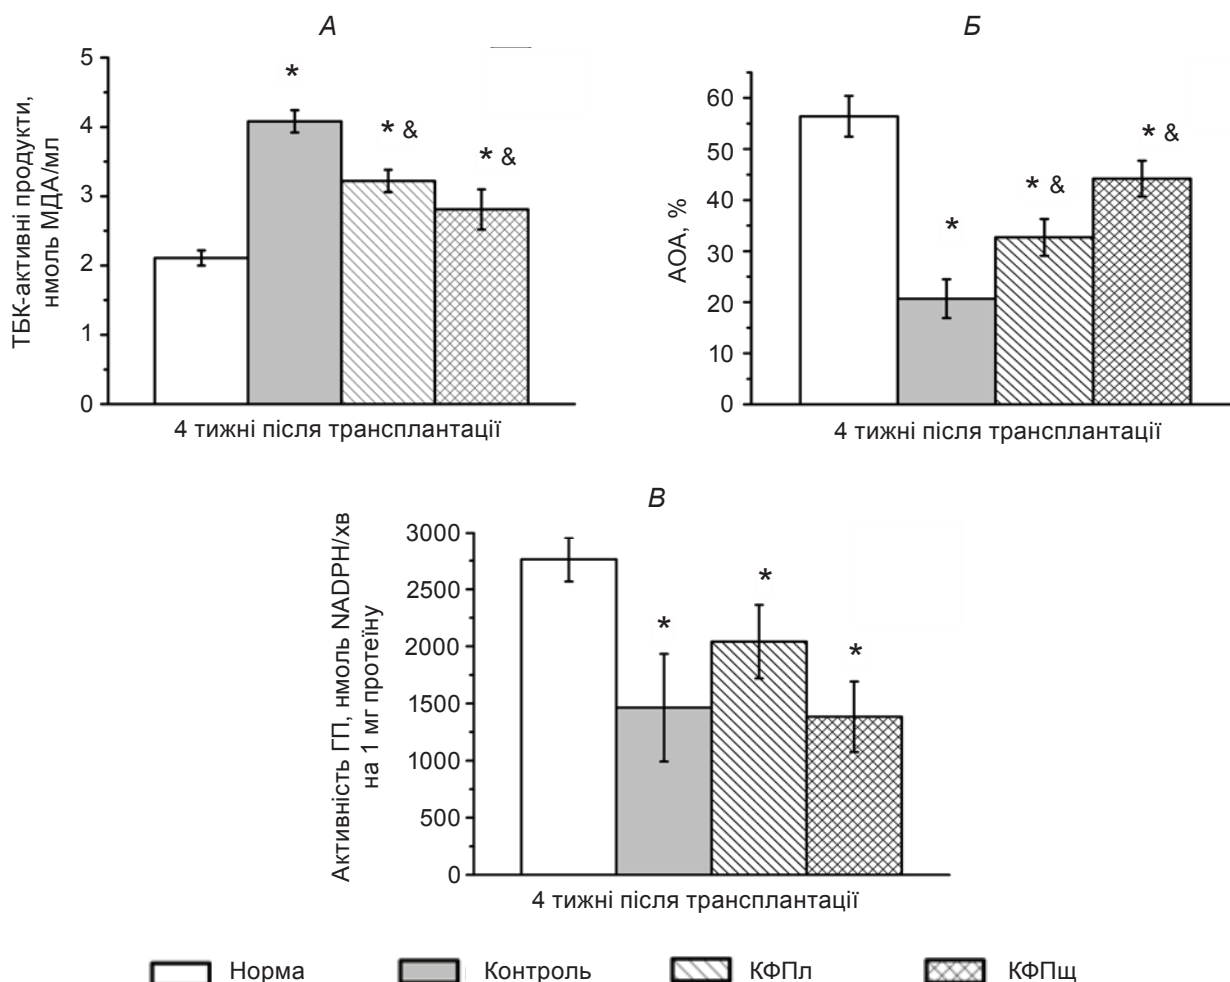 А
ТБК-активні продукти,
нмоль МДА/мл
5
4
3
2
1
0
*
* &
* &
4 тижні після трансплантації
Б
АОА, %
60
50
40
30
20
10
0
*
* &
* &
4 тижні після трансплантації
В
Активність ГП, нмоль NADPH/хв
на 1 мг протеїну
3000
2500
2000
1500
1000
500
0
*
*
*
4 тижні після трансплантації
Норма Контроль КФПл КФПщ